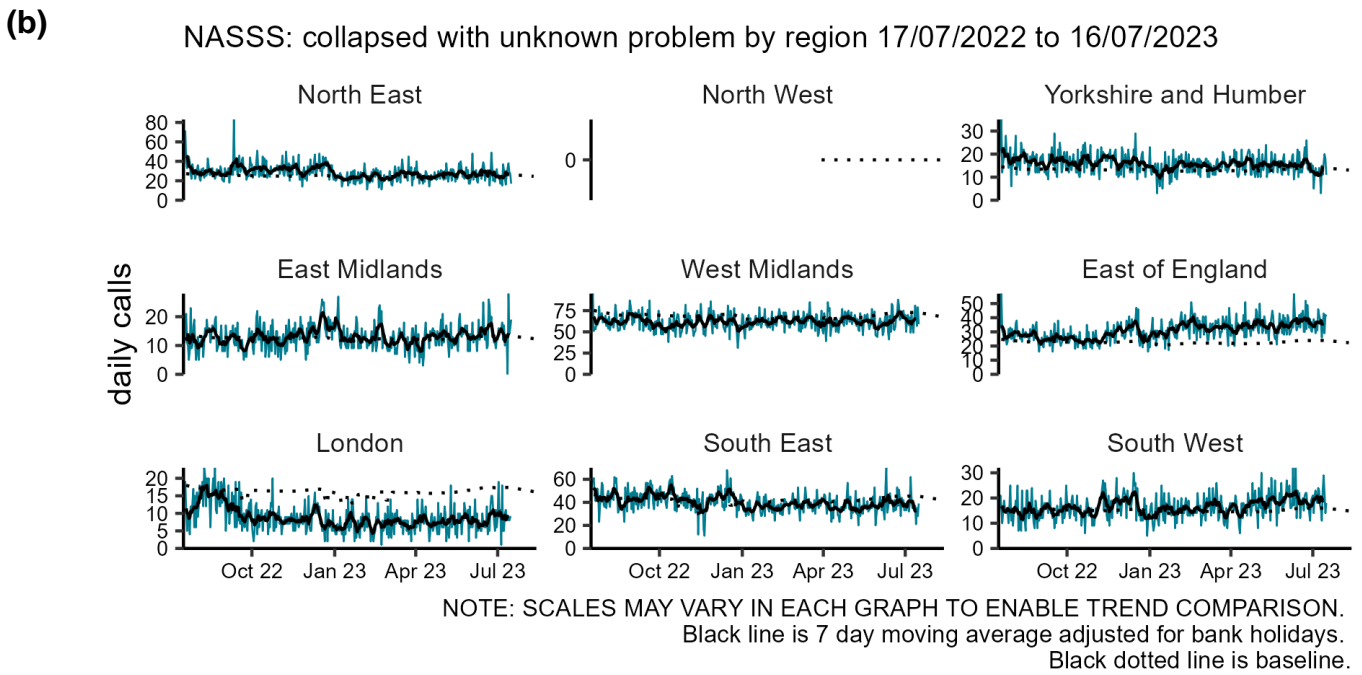 (b)
NASSS: collapsed with unknown problem by region 17/07/2022 to 16/07/2023
North East
North West
Yorkshire and Humber
80
60
40
20
0
0
30
20
10
0
daily calls
East Midlands
West Midlands
East of England
20
10
0
75
50
25
0
50
40
30
20
10
0
London
South East
South West
20
15
10
5
0
60
40
20
0
30
20
10
0
Oct 22 Jan 23 Apr 23 Jul 23
Oct 22 Jan 23 Apr 23 Jul 23
Oct 22 Jan 23 Apr 23 Jul 23
NOTE: SCALES MAY VARY IN EACH GRAPH TO ENABLE TREND COMPARISON.
Black line is 7 day moving average adjusted for bank holidays.
Black dotted line is baseline.